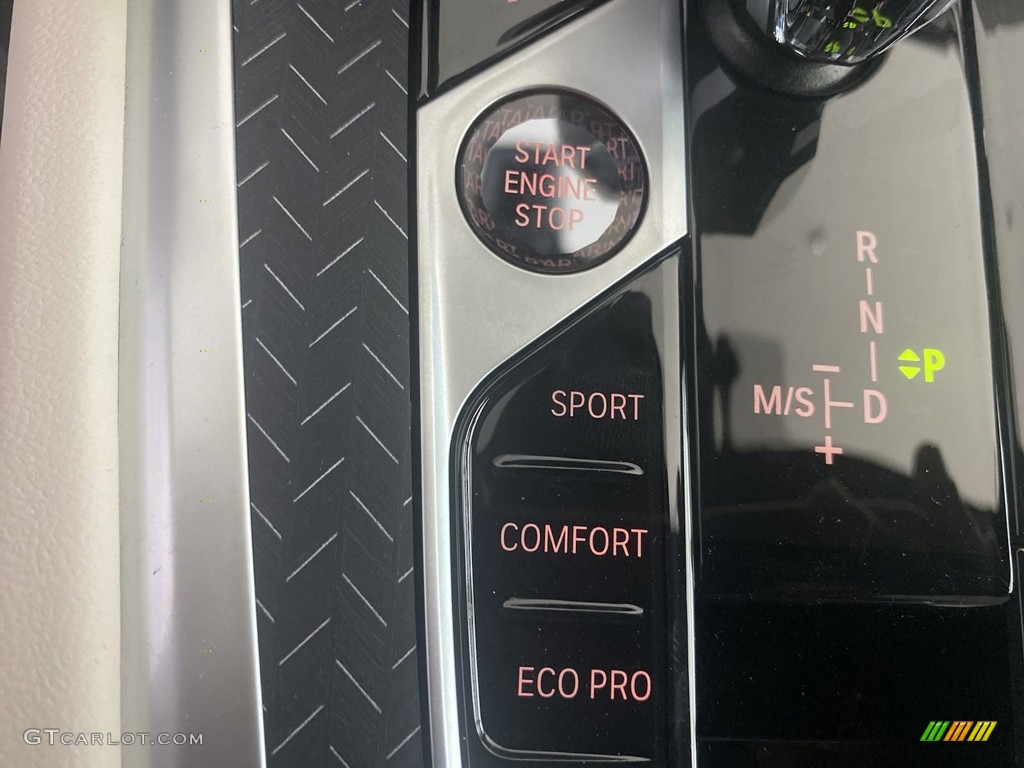 START
ENGINE
STOP
R
N
P
M/S
D
−
+
SPORT
COMFORT
ECO PRO
GTCARLOT.COM